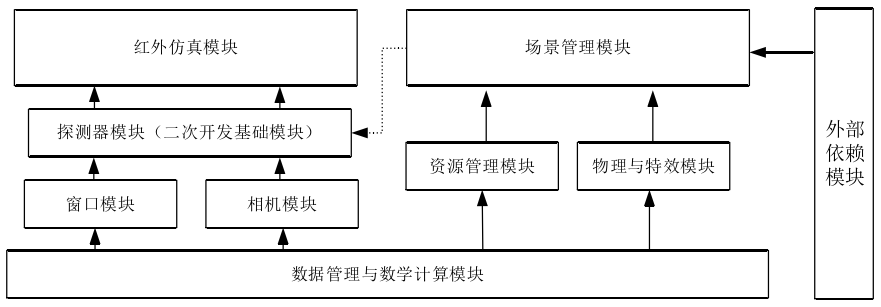 红外仿真模块
场景管理模块
探测器模块（二次开发基础模块）
资源管理模块
物理与特效模块
窗口模块
相机模块
数据管理与数学计算模块
外部
依赖
模块